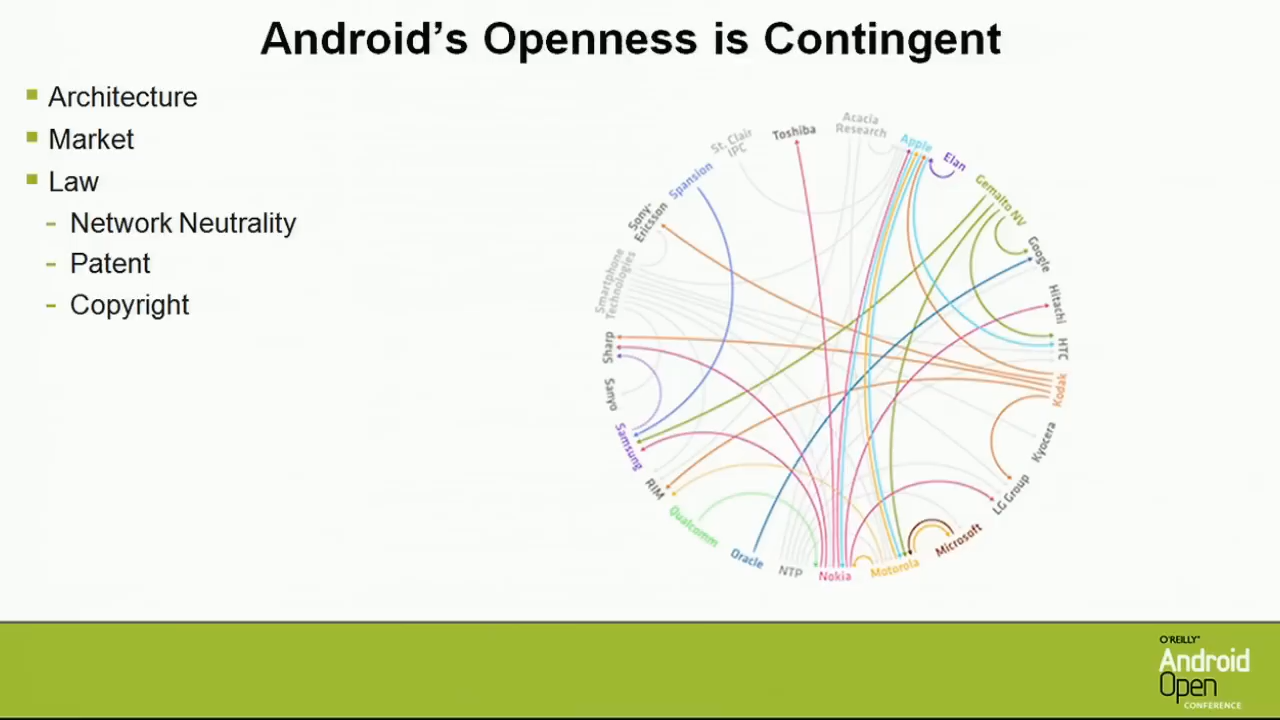 Android's Openness is Contingent
Architecture
Market
Law
- Network Neutrality
- Patent
- Copyright
Acacia
Research
Toshiba
St. Clair
IPC
Spansion
Sony-
Ericsson
Smartphone
Technologies
Sharp
Sanyo
Samsung
RIM
Qualcomm
Oracle
NTP
Nokia
Motorola
Microsoft
LG Group
Kyocera
Kodak
HTC
Hitachi
Google
Gemalto NV
Elan
Apple
O'REILLY
Android
Open
CONFERENCE